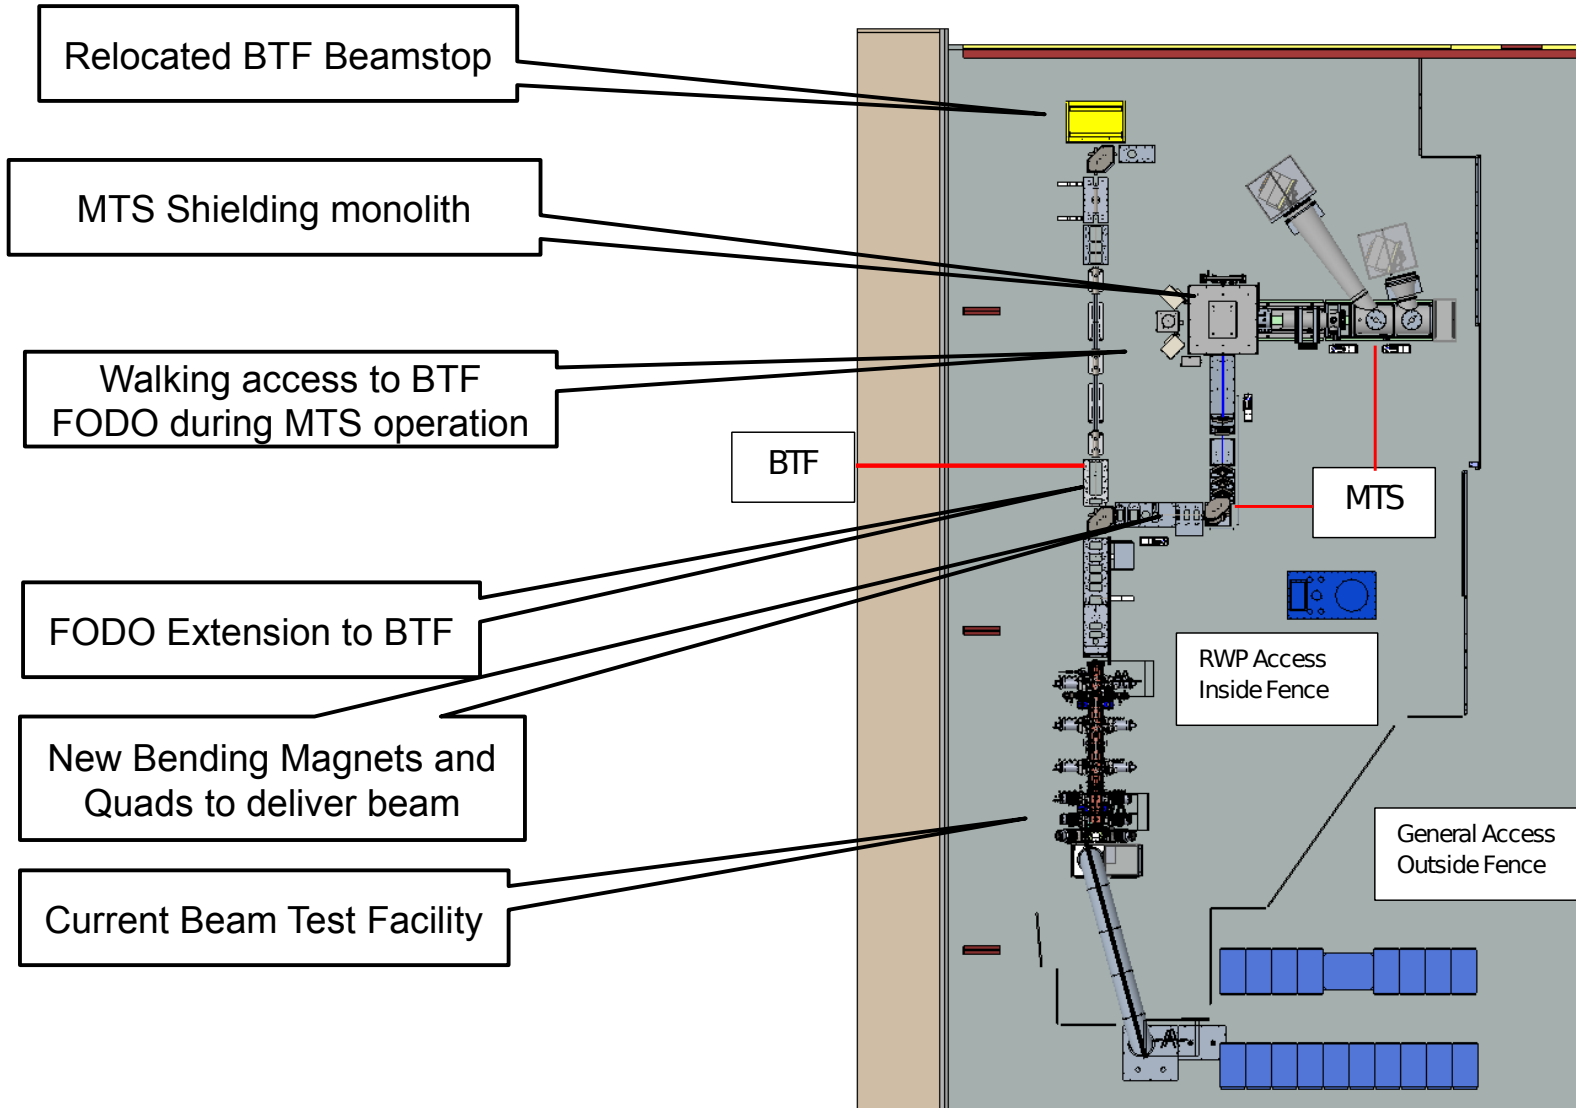 Relocated BTF Beamstop
MTS Shielding monolith
Walking access to BTF
FODO during MTS operation
BTF
MTS
FODO Extension to BTF
RWP Access
Inside Fence
New Bending Magnets and
Quads to deliver beam
General Access
Outside Fence
Current Beam Test Facility